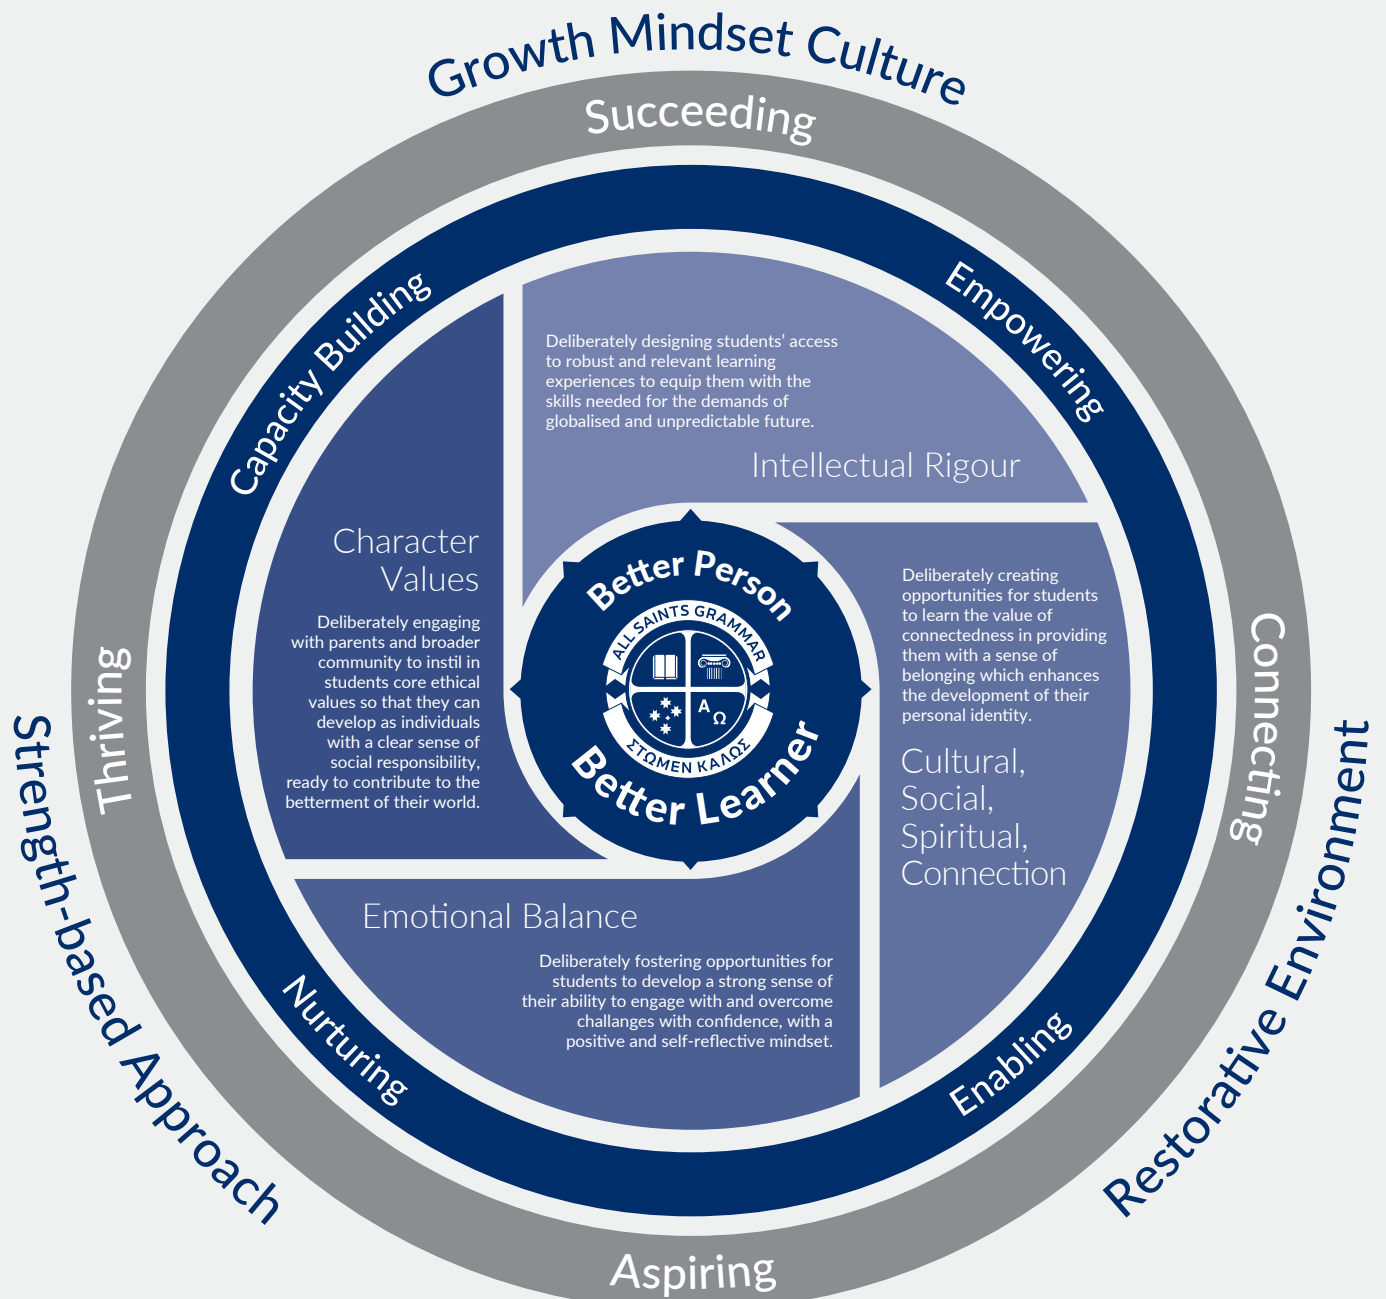 Growth Mindset Culture
Succeeding
Capacity Building
Empowering
Deliberately designing students’ access
to robust and relevant learning
experiences to equip them with the
skills needed for the demands of
globalised and unpredictable future.
Intellectual Rigour
Character
Values
Deliberately engaging
with parents and broader
community to instil in
students core ethical
values so that they can
develop as individuals
with a clear sense of
social responsibility,
ready to contribute to the
betterment of their world.
Better Person
ALL SAINTS GRAMMAR
Α Ω
ΣΤΩΜΕΝ ΚΑΛΩΣ
Better Learner
Deliberately creating
opportunities for students
to learn the value of
connectedness in providing
them with a sense of
belonging which enhances
the development of their
personal identity.
Cultural,
Social,
Spiritual,
Connection
Thriving
Connecting
Emotional Balance
Deliberately fostering opportunities for
students to develop a strong sense of
their ability to engage with and overcome
challanges with confidence, with a
positive and self-reflective mindset.
Strength-based Approach
Restorative Environment
Nurturing
Enabling
Aspiring